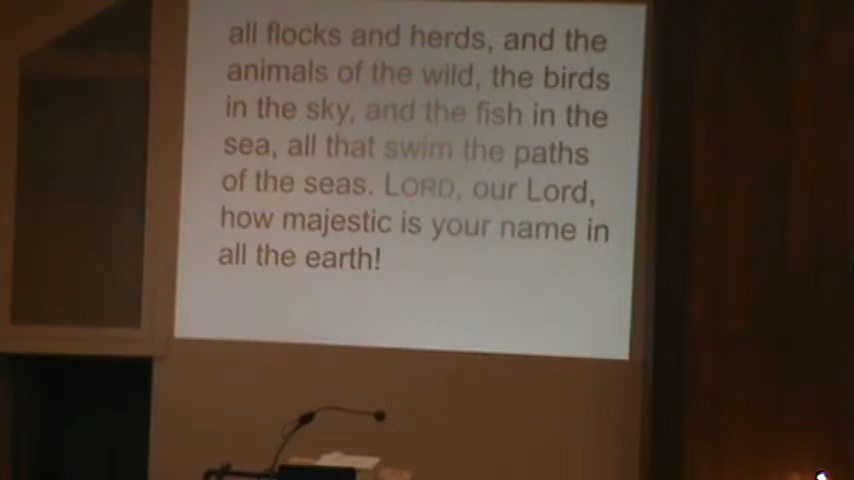 all flocks and herds, and the
animals of the wild, the birds
in the sky, and the fish in the
sea, all that swim the paths
of the seas. LORD, our Lord,
how majestic is your name in
all the earth!